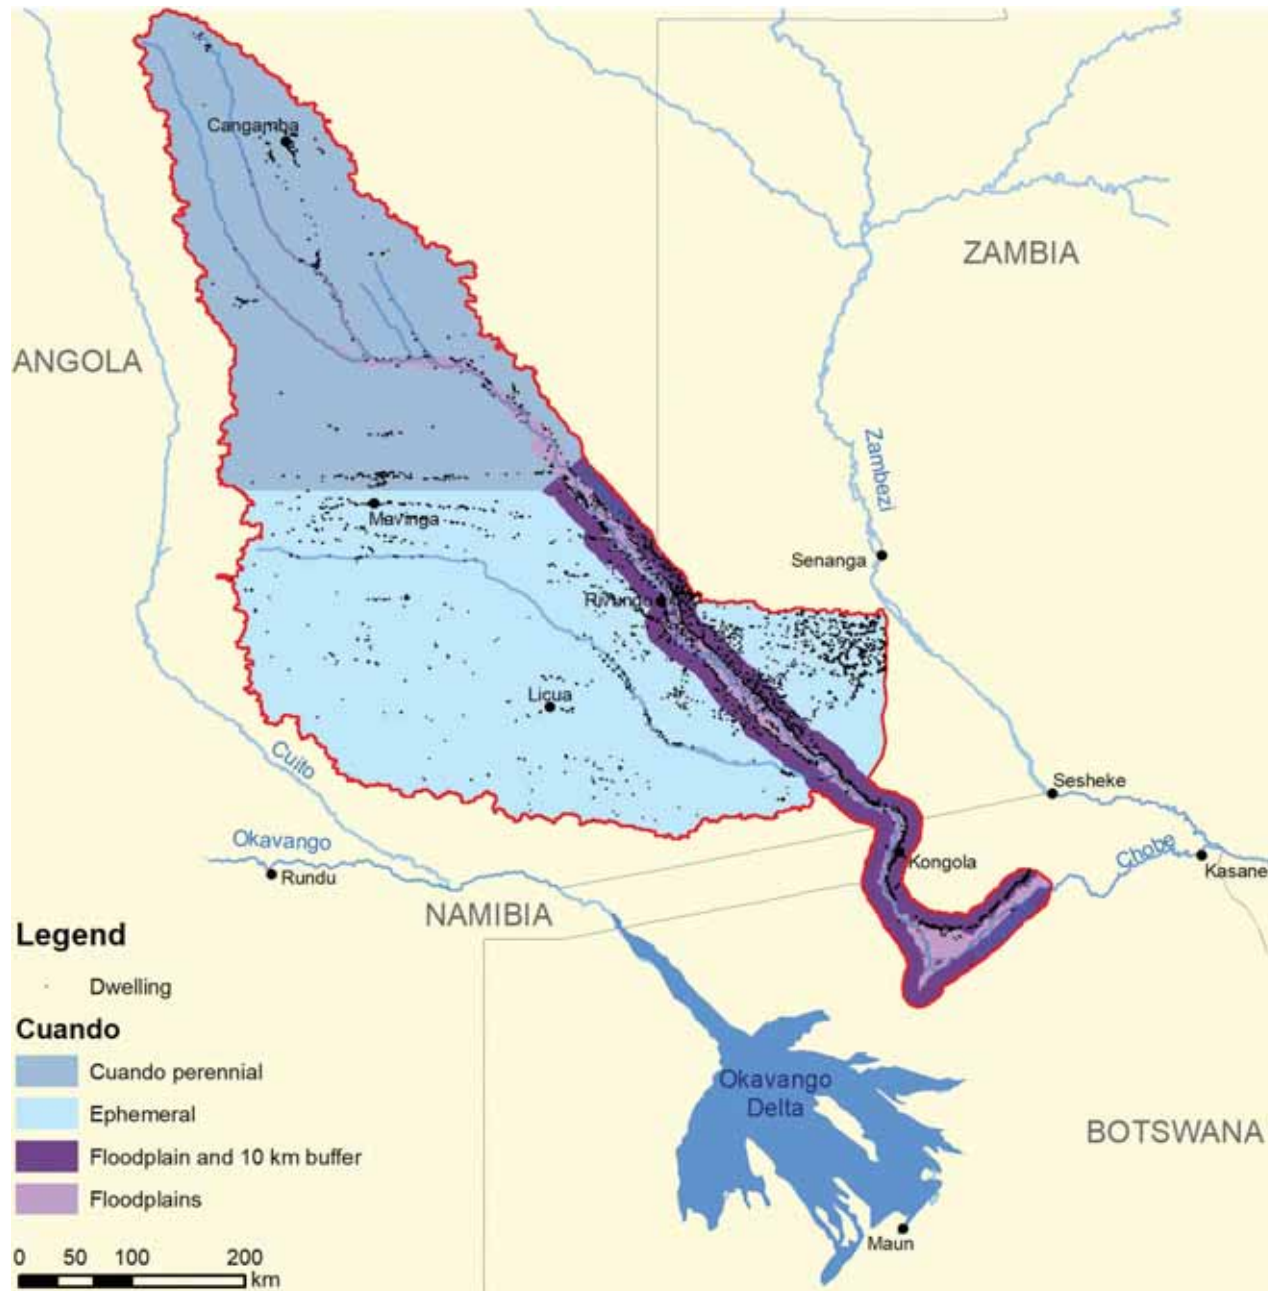 Cangamba
ZAMBIA
ANGOLA
Zambezi
Mavinga
Senanga
Rivungo
Licua
Cuito
Sesheke
Okavango
Chobe
Kongola
Kasane
Rundu
NAMIBIA
Legend
Dwelling
Cuando
Cuando perennial
Okavango
Delta
Ephemeral
BOTSWANA
Floodplain and 10 km buffer
Floodplains
Maun
0 50 100 200
km